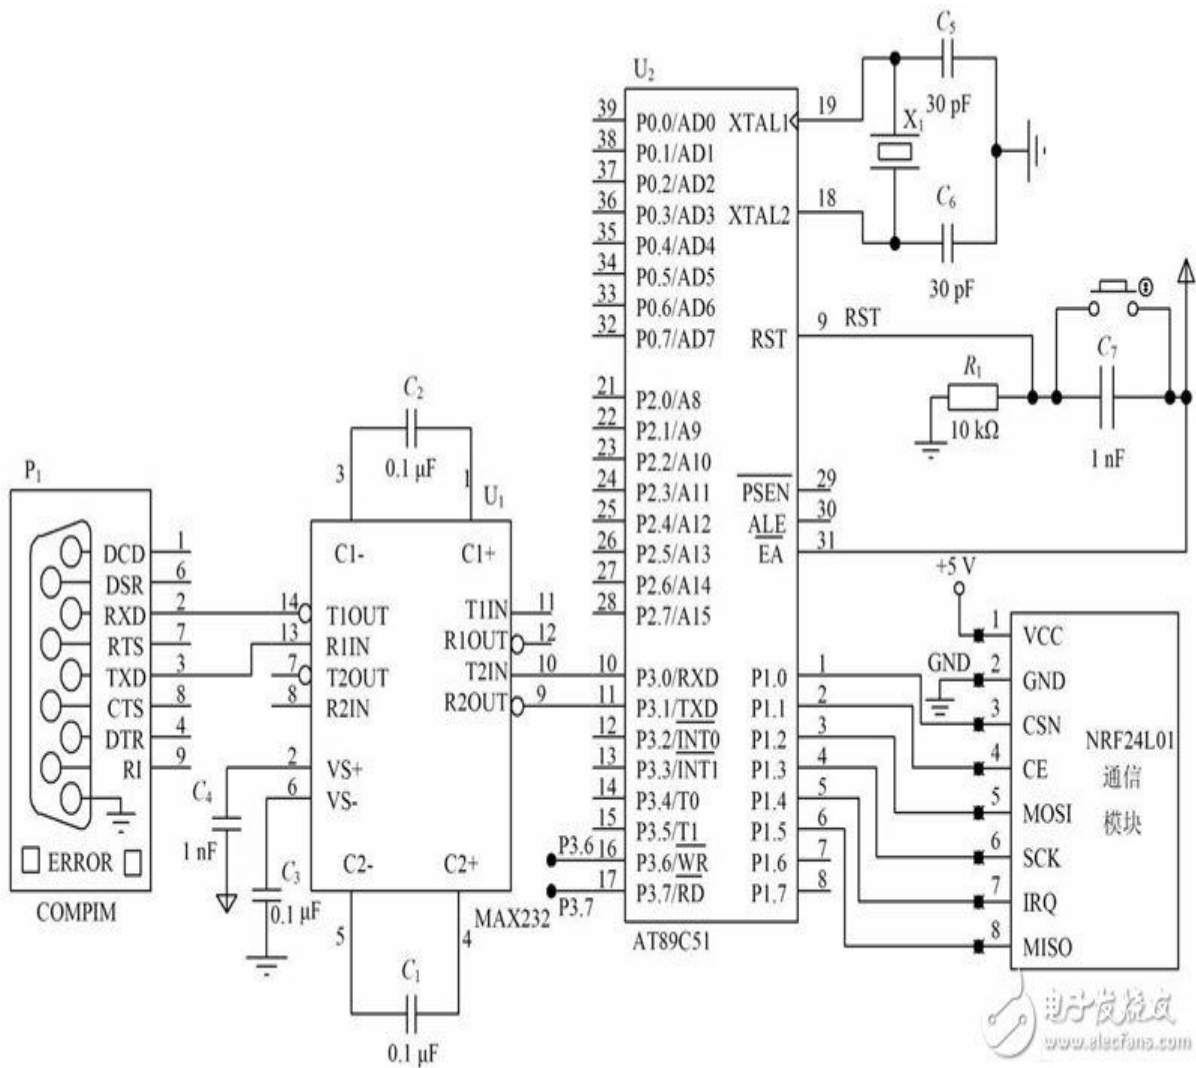 C5
30 pF
X1
C6
30 pF
U2
39 P0.0/AD0 XTAL1 19
38 P0.1/AD1
37 P0.2/AD2
36 P0.3/AD3 XTAL2 18
35 P0.4/AD4
34 P0.5/AD5
33 P0.6/AD6
32 P0.7/AD7 RST 9 RST
21 P2.0/A8
22 P2.1/A9
23 P2.2/A10
24 P2.3/A11 PSEN 29
25 P2.4/A12 ALE 30
26 P2.5/A13 EA 31
27 P2.6/A14
28 P2.7/A15
10 P3.0/RXD P1.0 1
11 P3.1/TXD P1.1 2
12 P3.2/INT0 P1.2 3
13 P3.3/INT1 P1.3 4
14 P3.4/T0 P1.4 5
15 P3.5/T1 P1.5 6
P3.6 16 P3.6/WR P1.6 7
P3.7 17 P3.7/RD P1.7 8
AT89C51
R1
10 kΩ
C7
1 nF
C2
0.1 μF
3 1
U1
C1- C1+
14 T1OUT T1IN 11
13 R1IN R1OUT 12
7 T2OUT T2IN 10
8 R2IN R2OUT 9
2 VS+
6 VS-
C2- C2+
MAX232
5 4
C1
0.1 μF
C4
1 nF
C3
0.1 μF
P1
DCD 1
DSR 6
RXD 2
RTS 7
TXD 3
CTS 8
DTR 4
RI 9
ERROR
COMPIM
+5 V
GND
1 VCC
2 GND
3 CSN
4 CE
5 MOSI
6 SCK
7 IRQ
8 MISO
NRF24L01
通信
模块
电子发烧友
www.elecfans.com